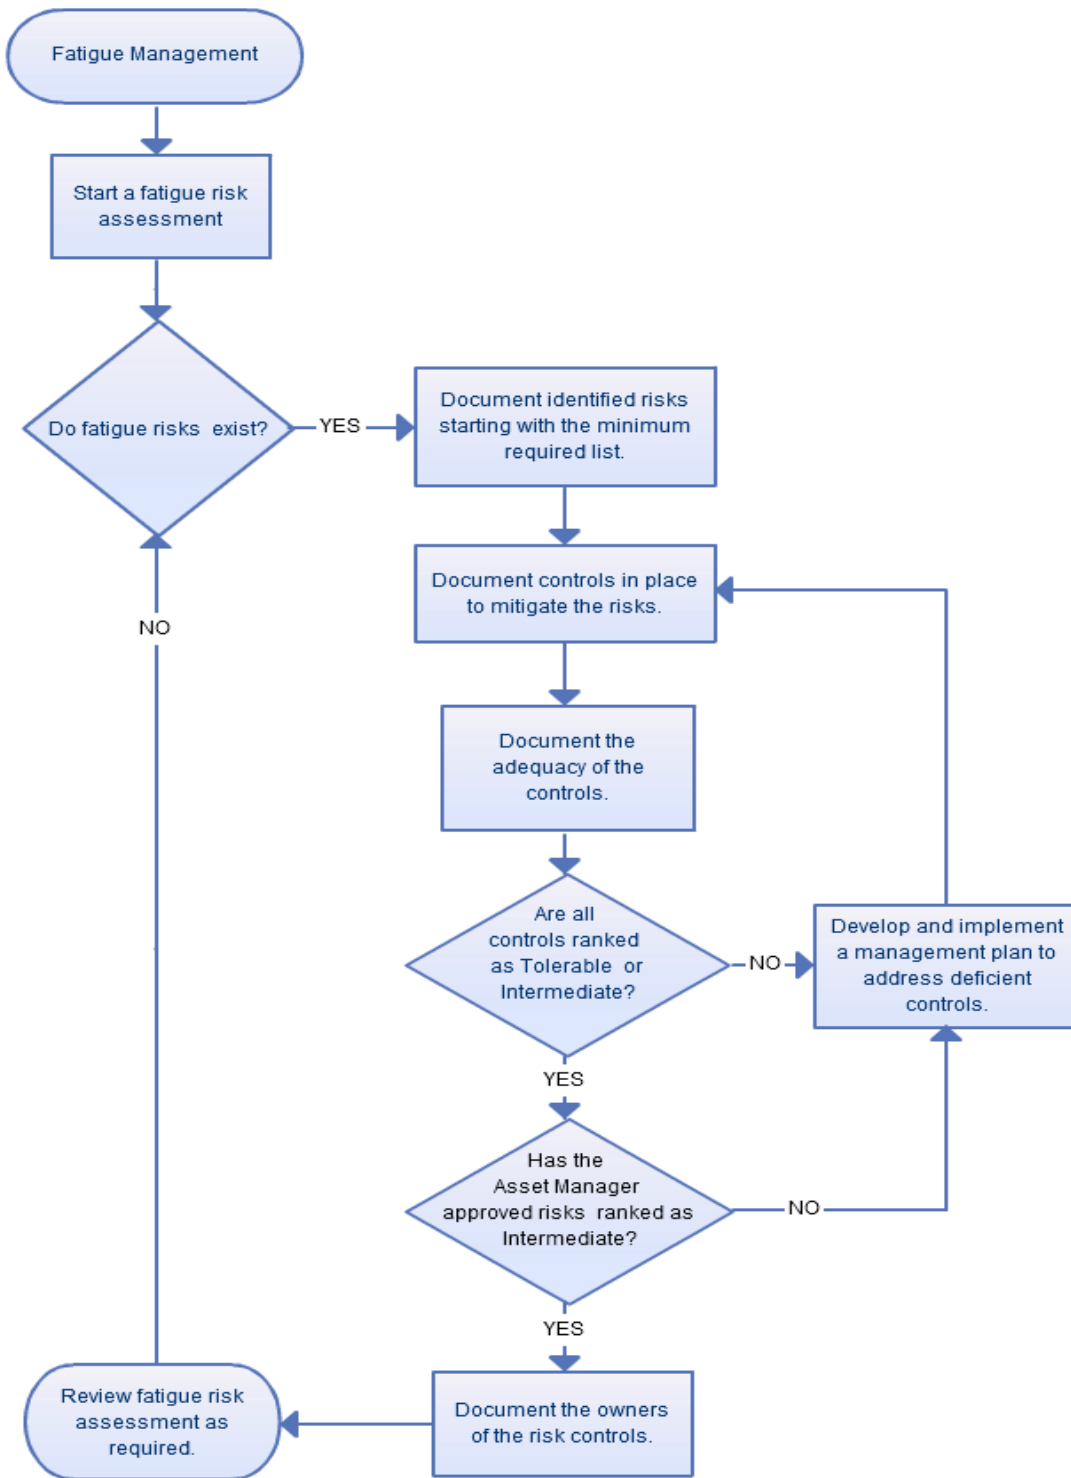 Fatigue Management
Start a fatigue risk
assessment
Do fatigue risks exist?
YES
Document identified risks
starting with the minimum
required list.
Document controls in place
to mitigate the risks.
NO
Document the
adequacy of the
controls.
Are all
controls ranked
as Tolerable or
Intermediate?
NO
Develop and implement
a management plan to
address deficient
controls.
YES
Has the
Asset Manager
approved risks ranked as
Intermediate?
NO
YES
Document the owners
of the risk controls.
Review fatigue risk
assessment as
required.